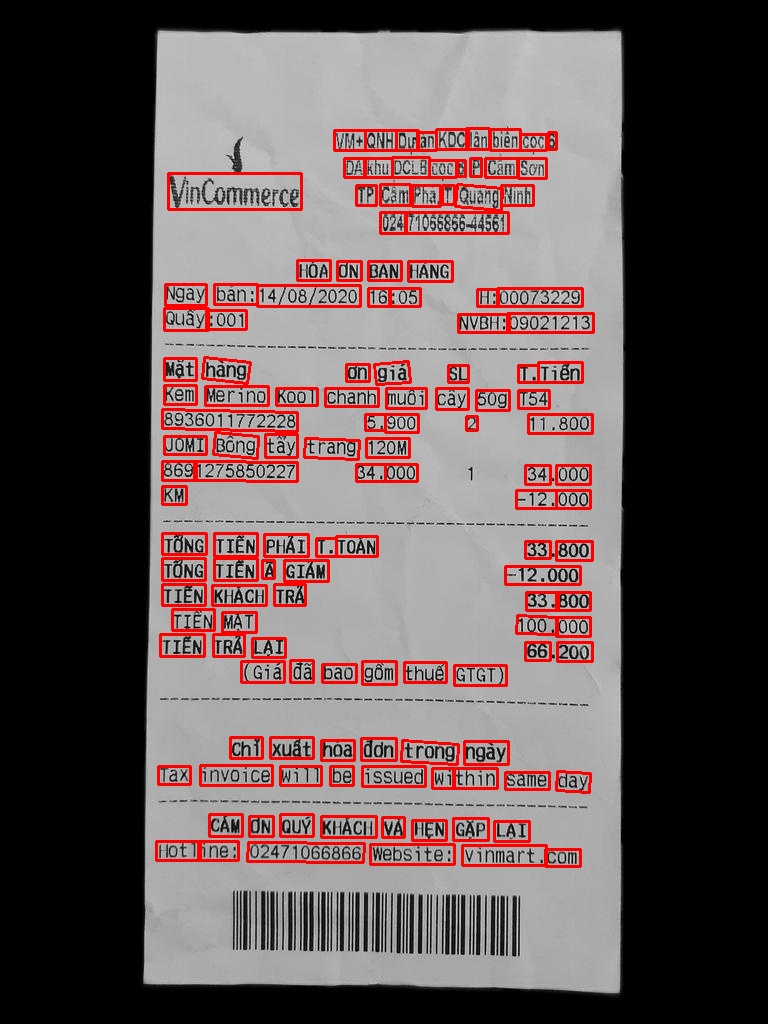 VinCommerce
VM+ QNH Dự án KDC lấn biển cọc 6
DA khu DCLB cọc 6, P. Cẩm Sơn
TP. Cẩm Phả, T. Quảng Ninh
024 71066866-44561
HÓA ĐƠN BÁN HÀNG
Ngày bán:14/08/2020 16:05 HĐ:00073229
Quầy:001 NVBH:09021213
Mặt hàng Đơn giá SL T.Tiền
Kem Merino Kool chanh muối cây 50g T54
8936011772228 5.900 2 11.800
JOMI Bông tẩy trang 120M
8691275850227 34.000 1 34.000
KM -12.000
TỔNG TIỀN PHẢI T.TOÁN 33.800
TỔNG TIỀN ĐÃ GIẢM -12.000
TIỀN KHÁCH TRẢ 33.800
TIỀN MẶT 100.000
TIỀN TRẢ LẠI 66.200
(Giá đã bao gồm thuế GTGT)
Chỉ xuất hóa đơn trong ngày
Tax invoice will be issued within same day
CẢM ƠN QUÝ KHÁCH VÀ HẸN GẶP LẠI
Hotline: 02471066866 Website: vinmart.com